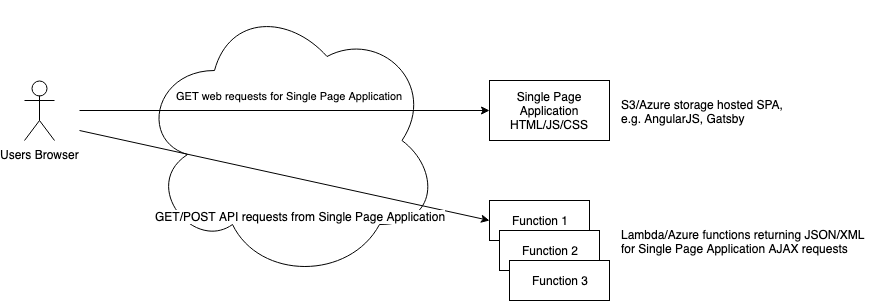 GET web requests for Single Page Application
Single Page
Application
HTML/JS/CSS
S3/Azure storage hosted SPA,
e.g. AngularJS, Gatsby
Users Browser
GET/POST API requests from Single Page Application
Function 1
Function 2
Function 3
Lambda/Azure functions returning JSON/XML
for Single Page Application AJAX requests